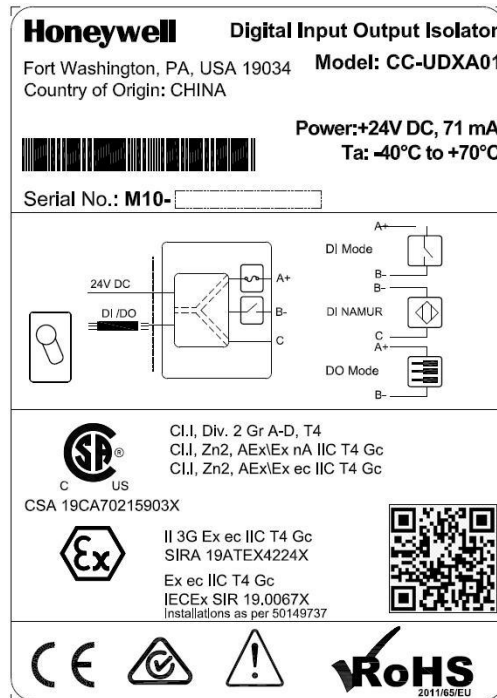 Honeywell
Digital Input Output Isolator
Fort Washington, PA, USA 19034
Model: CC-UDXA01
Country of Origin: CHINA
Power:+24V DC, 71 mA
Ta: -40°C to +70°C
Serial No.: M10-
24V DC
DI /DO
A+
B-
C
A+
DI Mode
B-
B-
DI NAMUR
C
A+
DO Mode
B-
SA®
C US
CSA 19CA70215903X
Cl.I, Div. 2 Gr A-D, T4
Cl.I, Zn2, AEx\Ex nA IIC T4 Gc
Cl.I, Zn2, AEx\Ex ec IIC T4 Gc
Ex
II 3G Ex ec IIC T4 Gc
SIRA 19ATEX4224X
Ex ec IIC T4 Gc
IECEx SIR 19.0067X
Installations as per 50149737
CE
RoHS
2011/65/EU